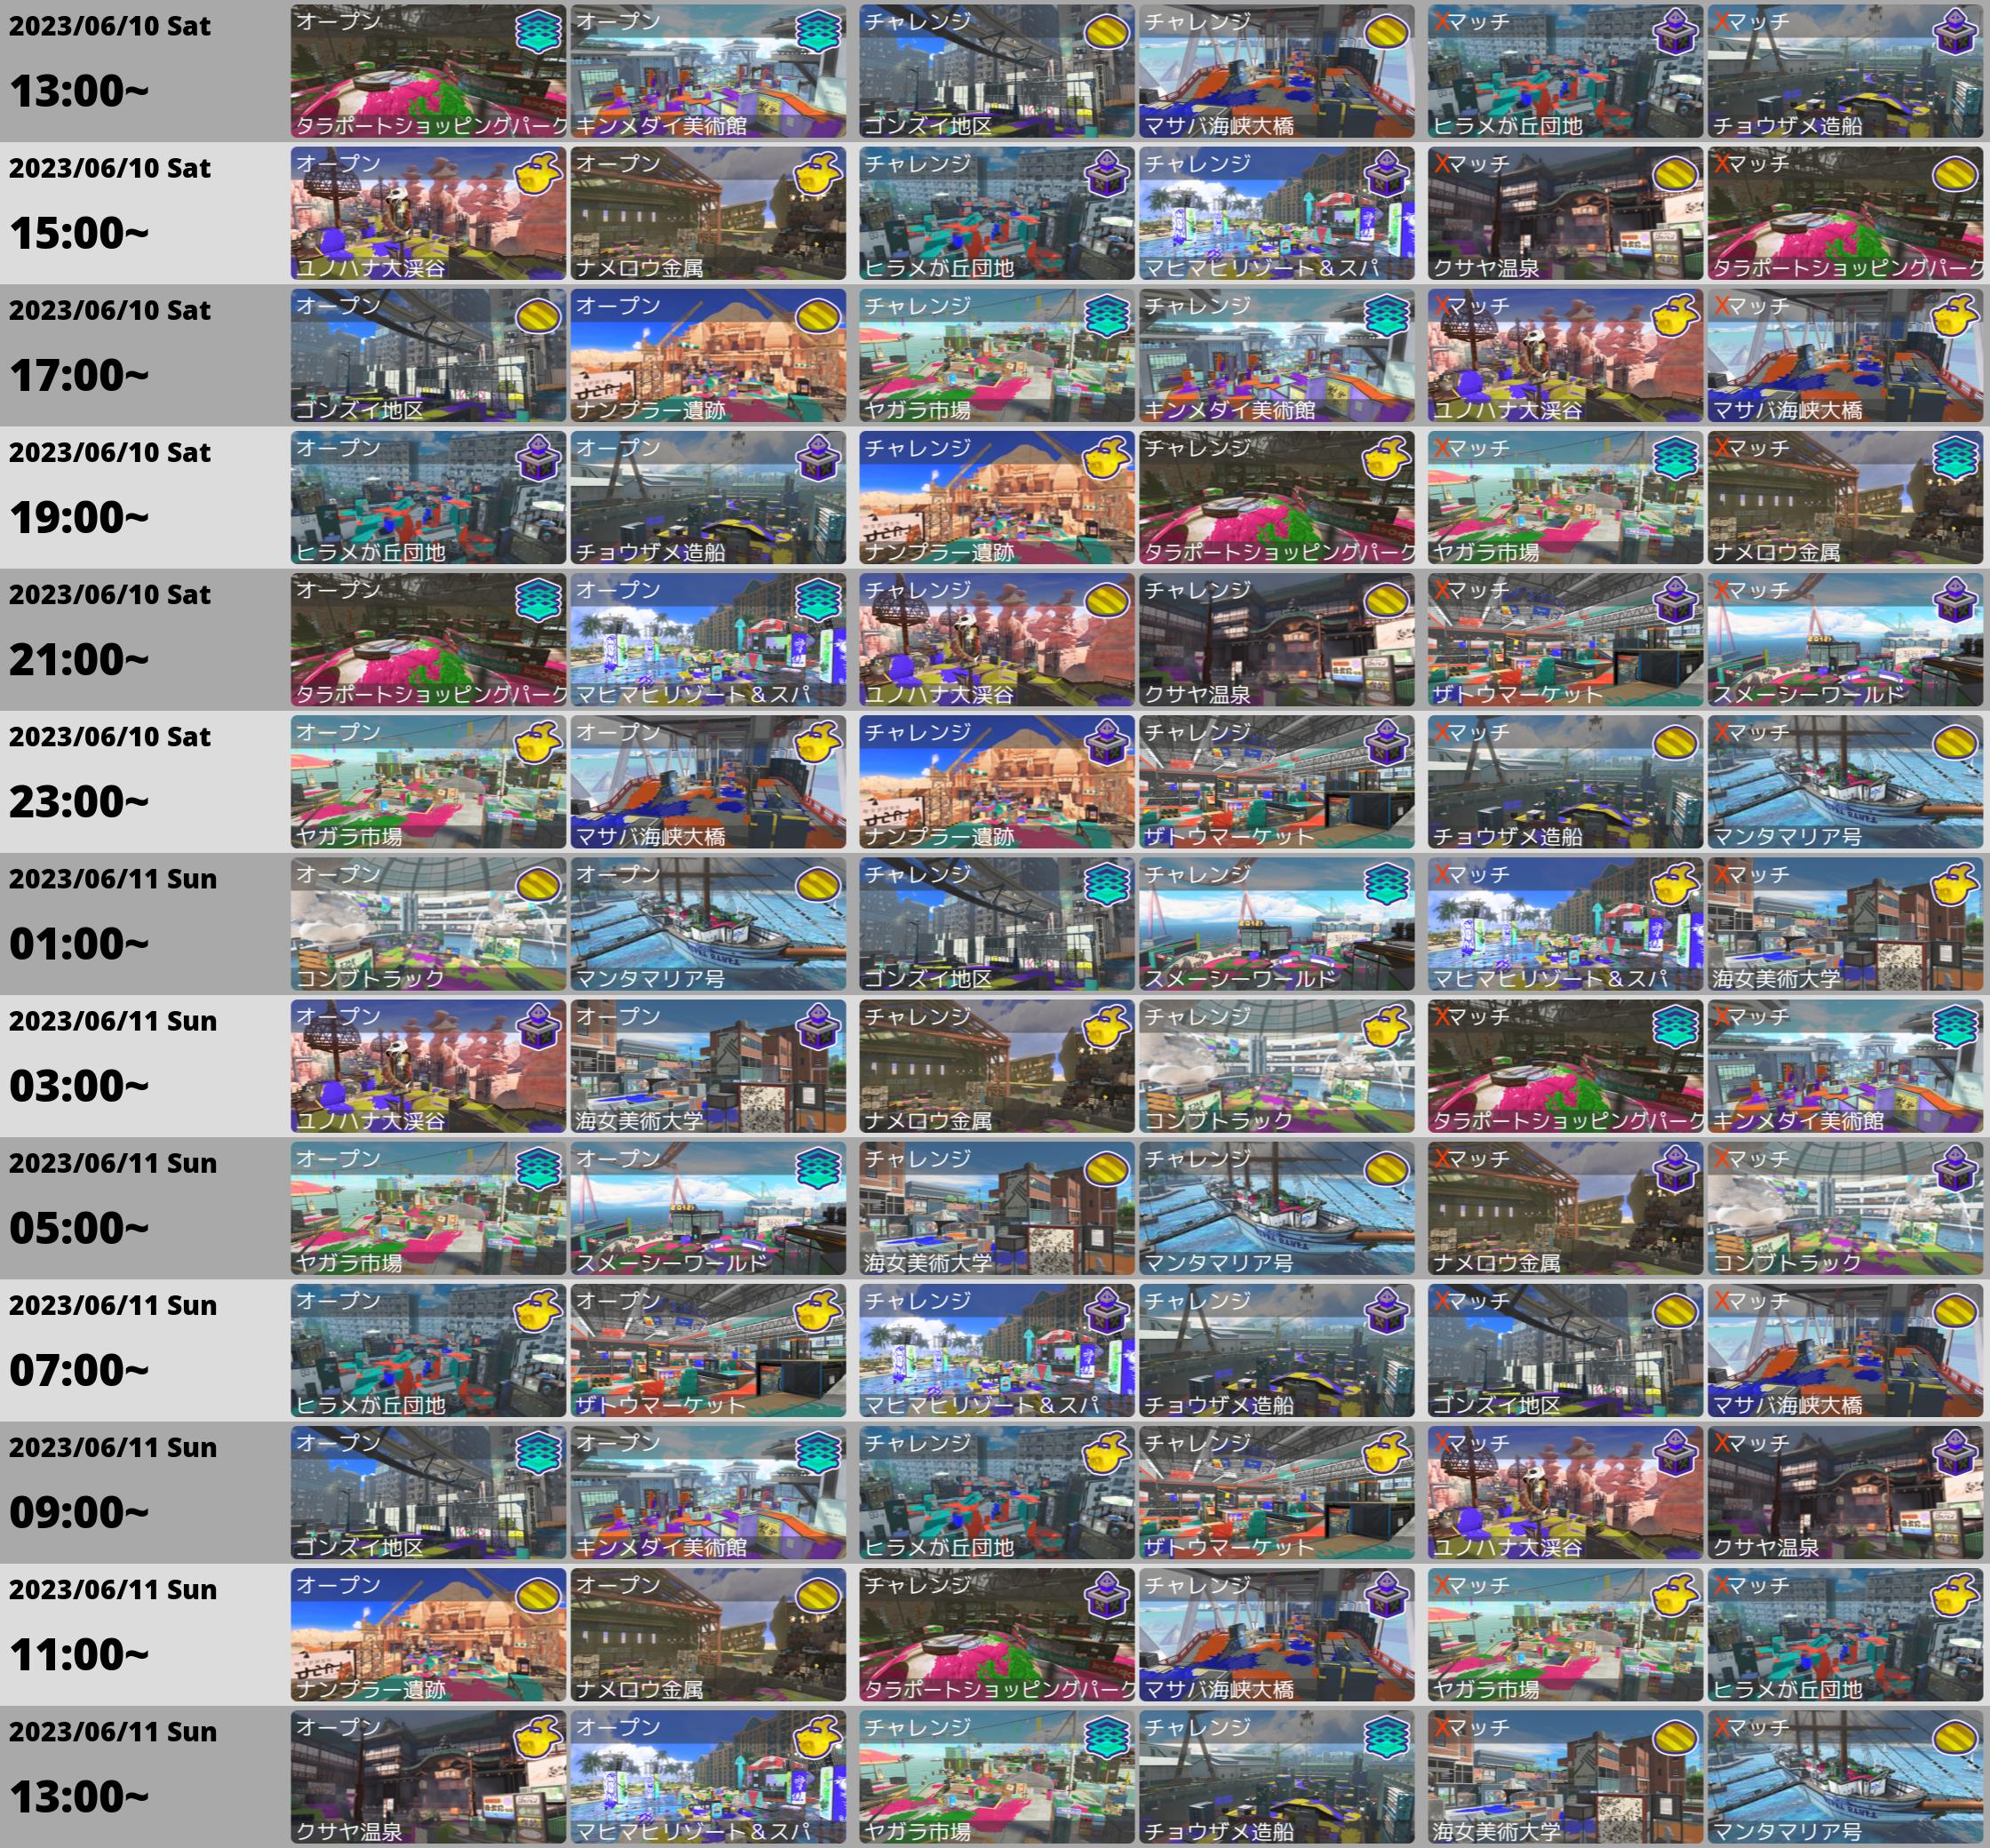 2023/06/10 Sat
13:00~
オープン
タラポートショッピングパーク
オープン
キンメダイ美術館
チャレンジ
ゴンズイ地区
チャレンジ
マサバ海峡大橋
Xマッチ
ヒラメが丘団地
Xマッチ
チョウザメ造船
2023/06/10 Sat
15:00~
オープン
ユノハナ大渓谷
オープン
ナメロウ金属
チャレンジ
ヒラメが丘団地
チャレンジ
マヒマヒリゾート&スパ
Xマッチ
クサヤ温泉
Xマッチ
タラポートショッピングパーク
2023/06/10 Sat
17:00~
オープン
ゴンズイ地区
オープン
ナンプラー遺跡
チャレンジ
ヤガラ市場
チャレンジ
キンメダイ美術館
Xマッチ
ユノハナ大渓谷
Xマッチ
マサバ海峡大橋
2023/06/10 Sat
19:00~
オープン
ヒラメが丘団地
オープン
チョウザメ造船
チャレンジ
ナンプラー遺跡
チャレンジ
タラポートショッピングパーク
Xマッチ
ヤガラ市場
Xマッチ
ナメロウ金属
2023/06/10 Sat
21:00~
オープン
タラポートショッピングパーク
オープン
マヒマヒリゾート&スパ
チャレンジ
ユノハナ大渓谷
チャレンジ
クサヤ温泉
Xマッチ
ザトウマーケット
Xマッチ
スメーシーワールド
2023/06/10 Sat
23:00~
オープン
ヤガラ市場
オープン
マサバ海峡大橋
チャレンジ
ナンプラー遺跡
チャレンジ
ザトウマーケット
Xマッチ
チョウザメ造船
Xマッチ
マンタマリア号
2023/06/11 Sun
01:00~
オープン
コンブトラック
オープン
マンタマリア号
チャレンジ
ゴンズイ地区
チャレンジ
スメーシーワールド
Xマッチ
マヒマヒリゾート&スパ
Xマッチ
海女美術大学
2023/06/11 Sun
03:00~
オープン
ユノハナ大渓谷
オープン
海女美術大学
チャレンジ
ナメロウ金属
チャレンジ
コンブトラック
Xマッチ
タラポートショッピングパーク
Xマッチ
キンメダイ美術館
2023/06/11 Sun
05:00~
オープン
ヤガラ市場
オープン
スメーシーワールド
チャレンジ
海女美術大学
チャレンジ
マンタマリア号
Xマッチ
ナメロウ金属
Xマッチ
コンブトラック
2023/06/11 Sun
07:00~
オープン
ヒラメが丘団地
オープン
ザトウマーケット
チャレンジ
マヒマヒリゾート&スパ
チャレンジ
チョウザメ造船
Xマッチ
ゴンズイ地区
Xマッチ
マサバ海峡大橋
2023/06/11 Sun
09:00~
オープン
ゴンズイ地区
オープン
キンメダイ美術館
チャレンジ
ヒラメが丘団地
チャレンジ
ザトウマーケット
Xマッチ
ユノハナ大渓谷
Xマッチ
クサヤ温泉
2023/06/11 Sun
11:00~
オープン
ナンプラー遺跡
オープン
ナメロウ金属
チャレンジ
タラポートショッピングパーク
チャレンジ
マサバ海峡大橋
Xマッチ
ヤガラ市場
Xマッチ
ヒラメが丘団地
2023/06/11 Sun
13:00~
オープン
クサヤ温泉
オープン
マヒマヒリゾート&スパ
チャレンジ
ヤガラ市場
チャレンジ
チョウザメ造船
Xマッチ
海女美術大学
Xマッチ
マンタマリア号